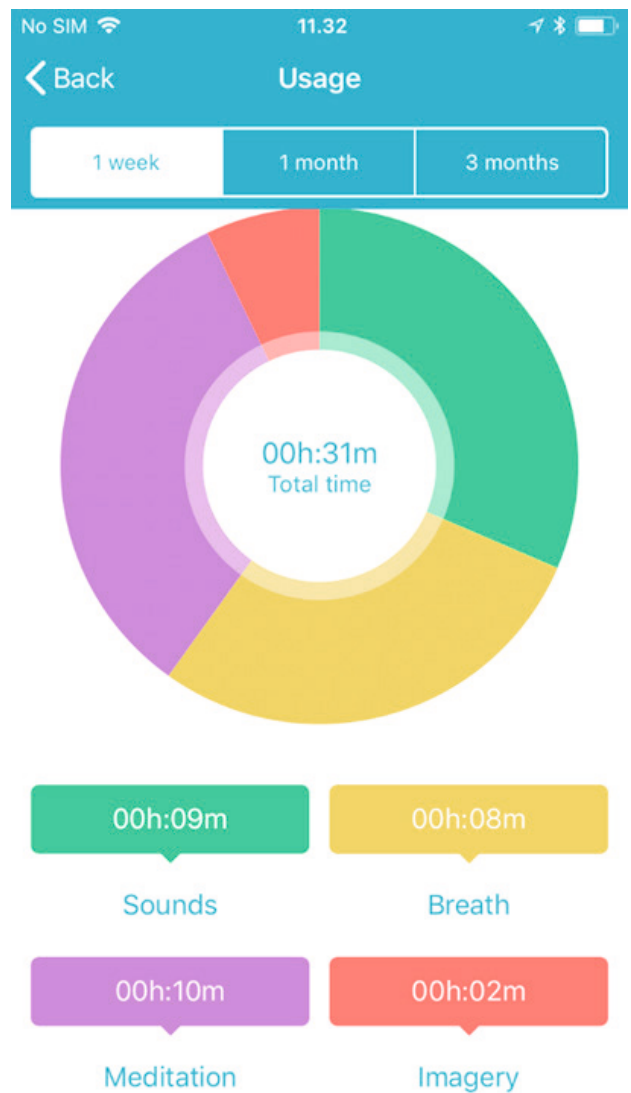 No SIM 11.32
Back Usage
1 week 1 month 3 months
00h:31m
Total time
00h:09m 00h:08m
Sounds Breath
00h:10m 00h:02m
Meditation Imagery